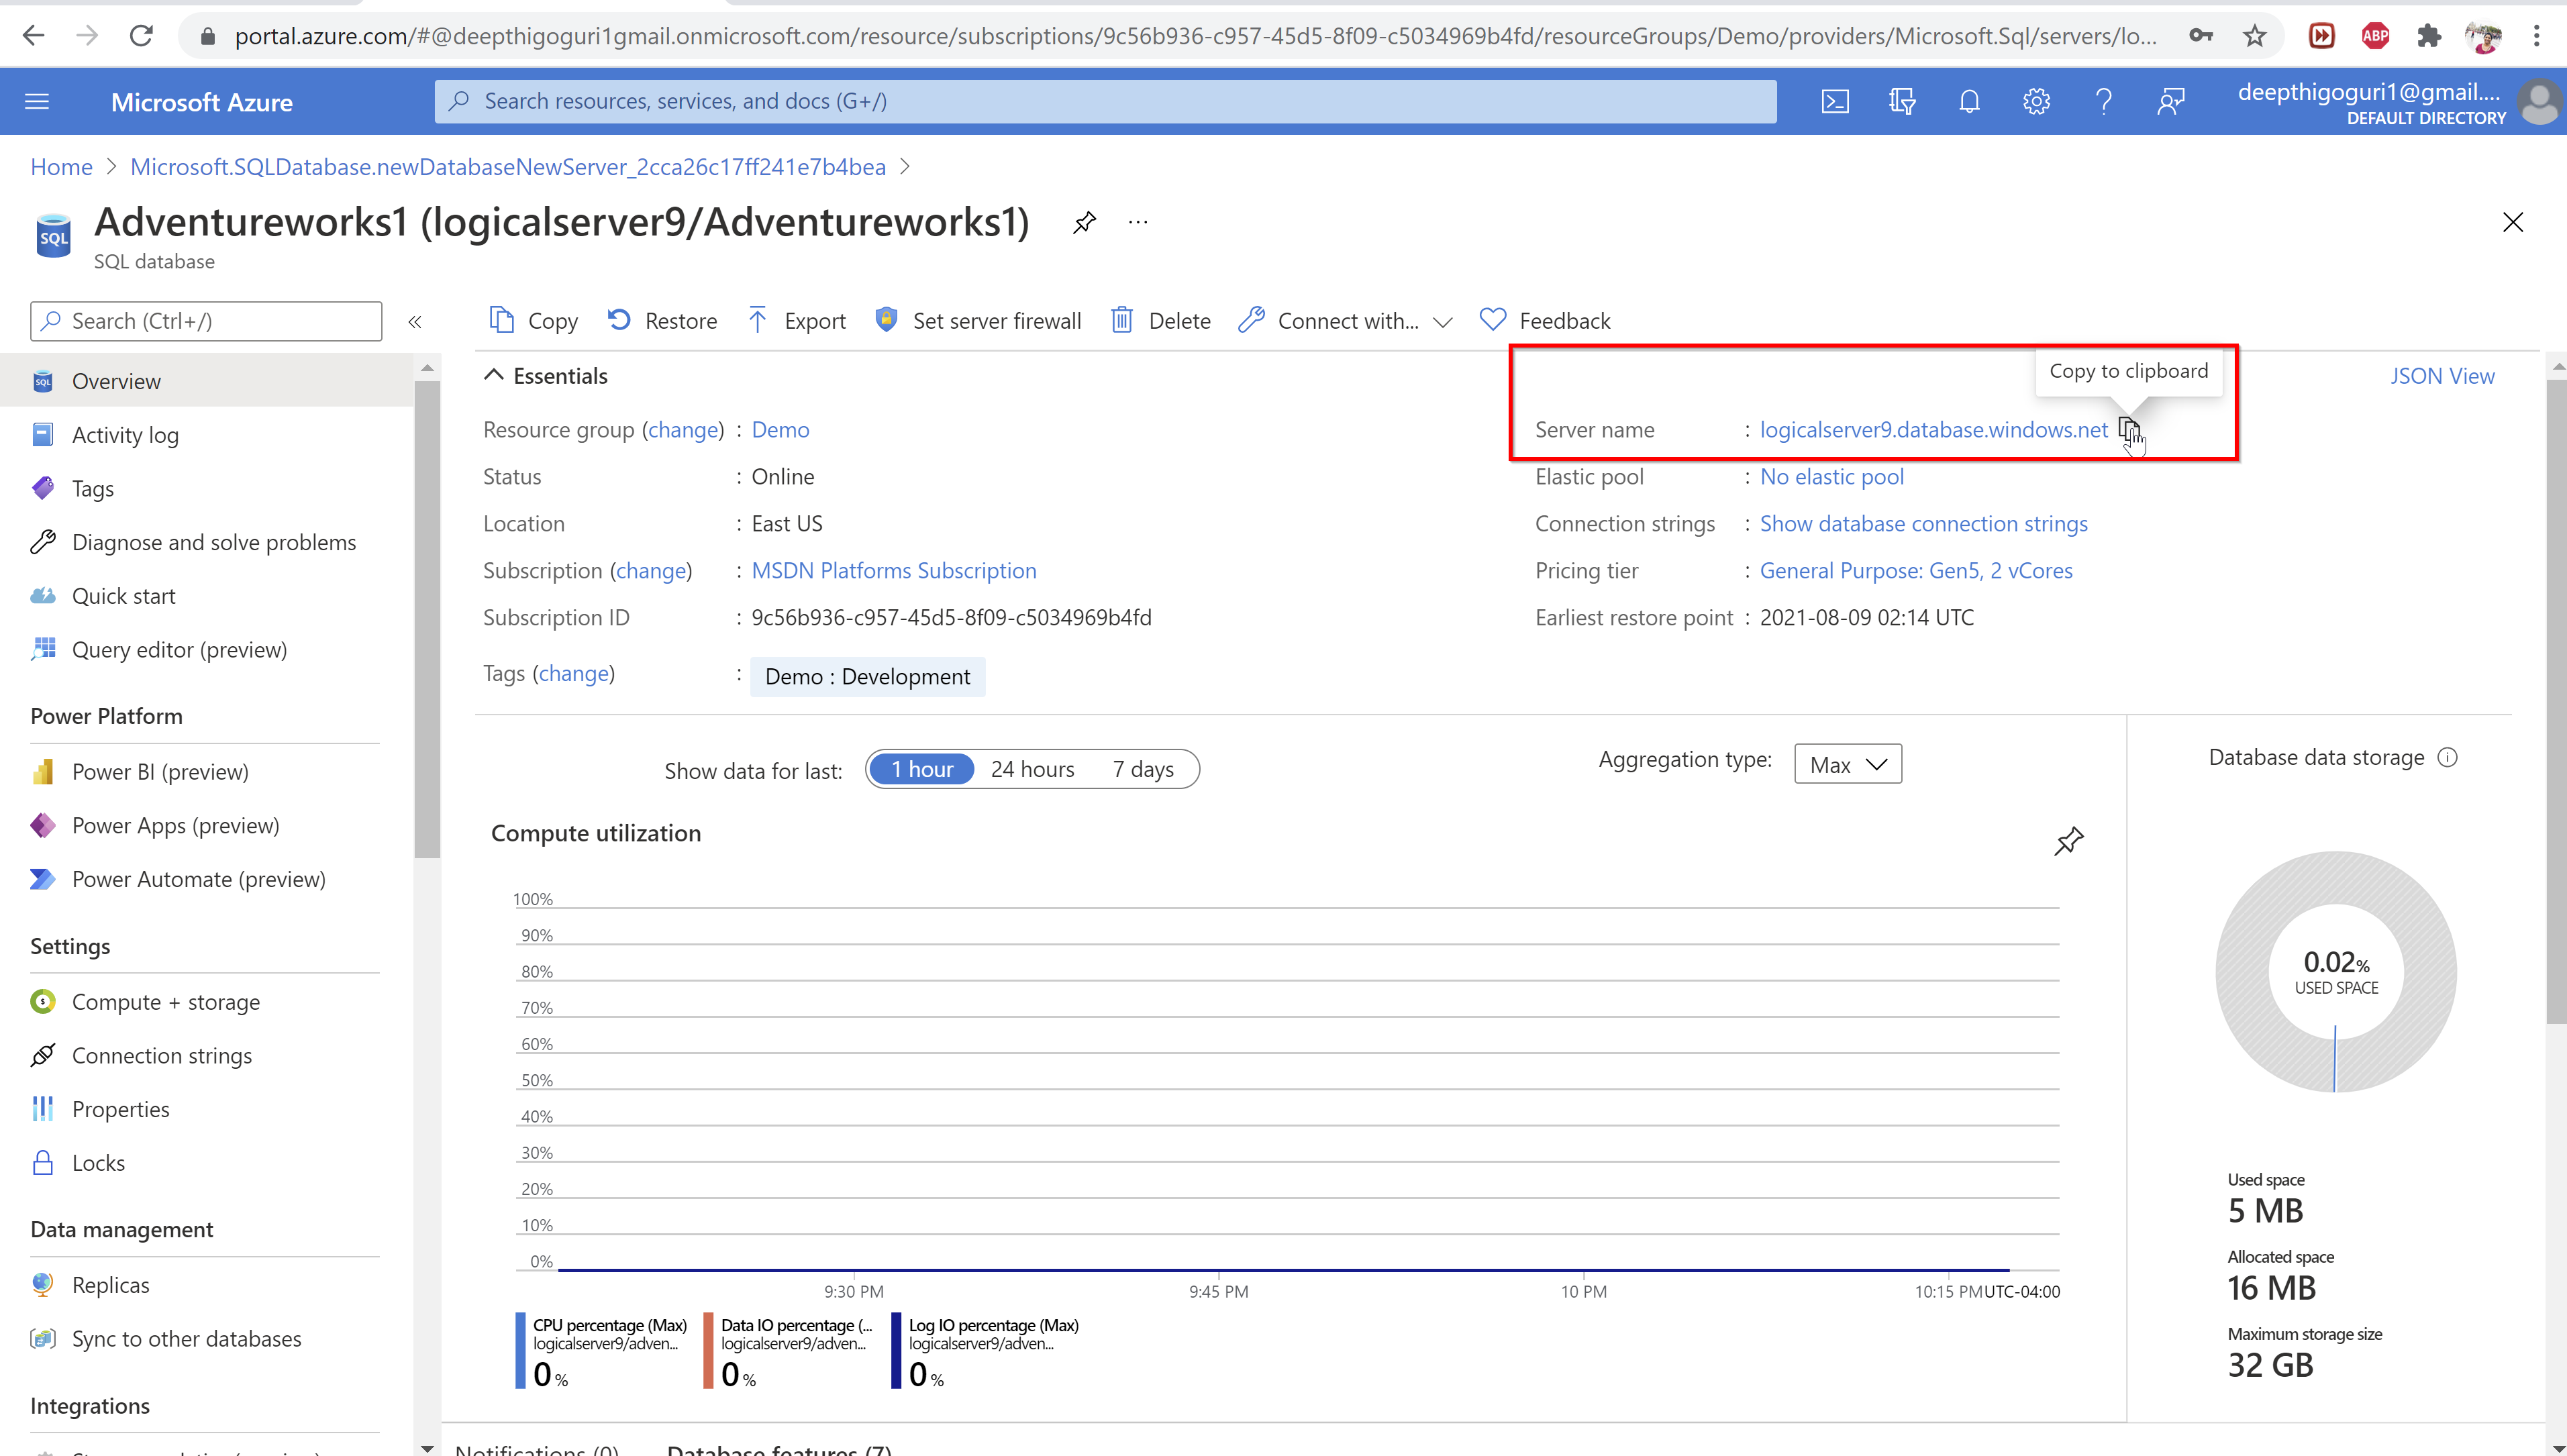 portal.azure.com/#@deepthigoguri1gmail.onmicrosoft.com/resource/subscriptions/9c56b936-c957-45d5-8f09-c5034969b4fd/resourceGroups/Demo/providers/Microsoft.Sql/servers/lo...
ABP
Microsoft Azure
Search resources, services, and docs (G+/)
deepthigoguri1@gmail....
DEFAULT DIRECTORY
Home > Microsoft.SQLDatabase.newDatabaseNewServer_2cca26c17ff241e7b4bea >
SQL
Adventureworks1 (logicalserver9/Adventureworks1) ...
SQL database
Search (Ctrl+/) «
Copy Restore Export Set server firewall Delete Connect with... Feedback
Overview
Activity log
Tags
Diagnose and solve problems
Quick start
Query editor (preview)
Power Platform
Power BI (preview)
Power Apps (preview)
Power Automate (preview)
Settings
Compute + storage
Connection strings
Properties
Locks
Data management
Replicas
Sync to other databases
Integrations
Essentials
Copy to clipboard
JSON View
Resource group (change) : Demo
Status : Online
Location : East US
Subscription (change) : MSDN Platforms Subscription
Subscription ID : 9c56b936-c957-45d5-8f09-c5034969b4fd
Tags (change) : Demo : Development
Server name : logicalserver9.database.windows.net
Elastic pool : No elastic pool
Connection strings : Show database connection strings
Pricing tier : General Purpose: Gen5, 2 vCores
Earliest restore point : 2021-08-09 02:14 UTC
Show data for last: 1 hour 24 hours 7 days
Aggregation type: Max
Compute utilization
100%
90%
80%
70%
60%
50%
40%
30%
20%
10%
0%
9:30 PM 9:45 PM 10 PM 10:15 PM UTC-04:00
CPU percentage (Max)
logicalserver9/adven...
0 %
Data IO percentage (...
logicalserver9/adven...
0 %
Log IO percentage (Max)
logicalserver9/adven...
0 %
Database data storage
0.02%
USED SPACE
Used space
5 MB
Allocated space
16 MB
Maximum storage size
32 GB
Notifications (0) Database features (7)